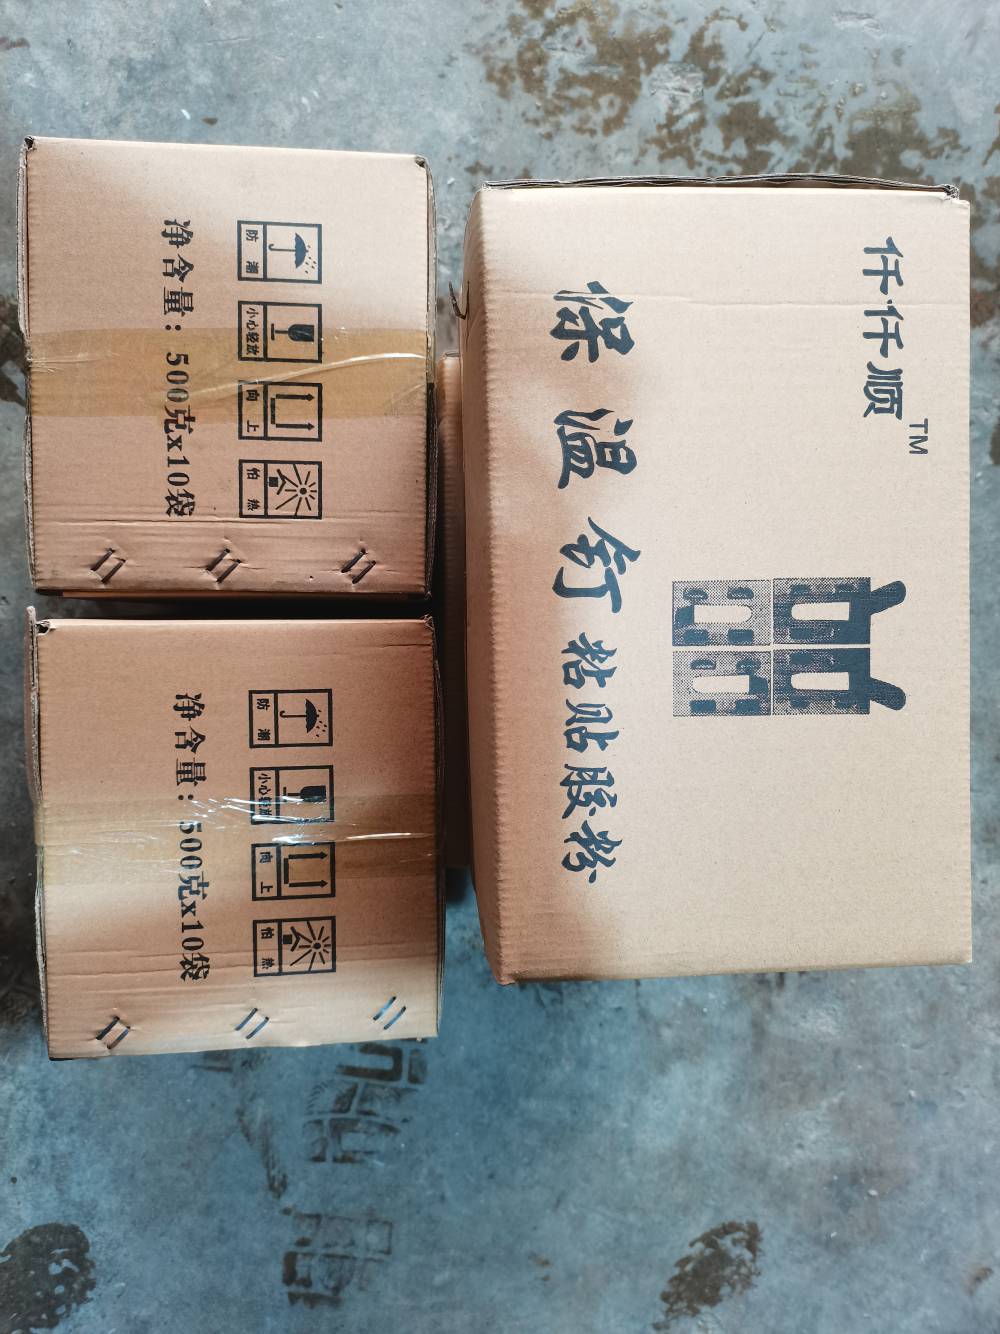 仟仟顺™
保温钉粘贴胶粉
防潮
小心轻放
向上
怕热
净含量：500克x10袋
防潮
小心轻放
向上
怕热
净含量：500克x10袋